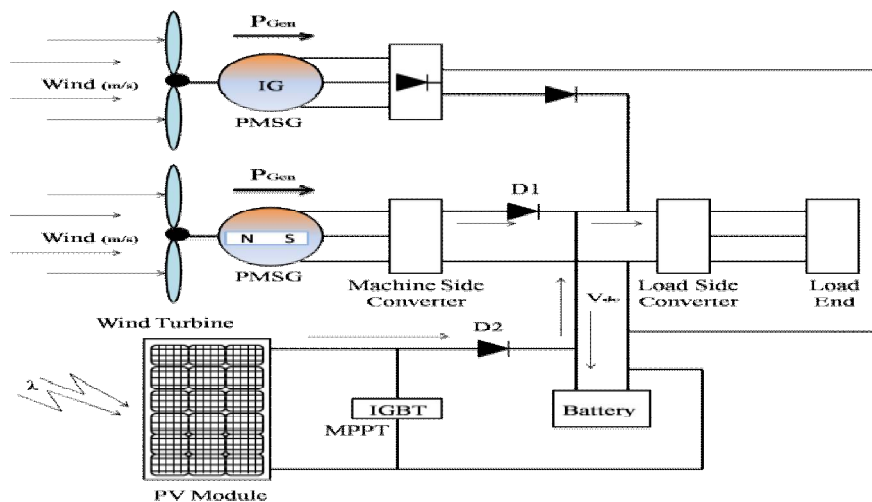 PGen
Wind (m/s)
IG
PMSG
PGen
D1
Wind (m/s)
N S
PMSG
Machine Side
Converter
Load Side
Converter
Load
End
Wind Turbine
D2
λ
IGBT
MPPT
Battery
PV Module